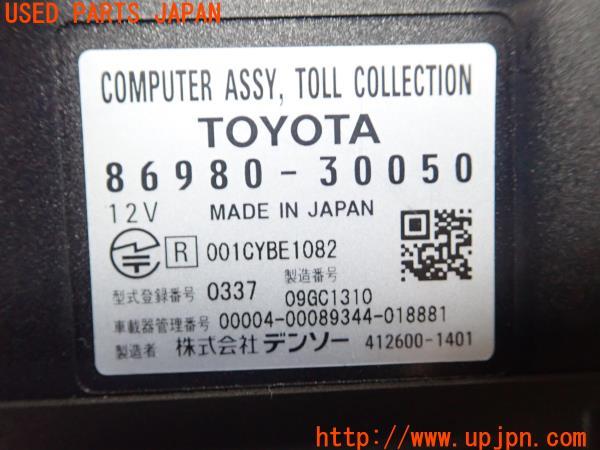 USED PARTS JAPAN
COMPUTER ASSY, TOLL COLLECTION
TOYOTA
86980-30050
12V MADE IN JAPAN
R 001CYBE1082
型式登録番号 0337 製造番号 09GC1310
車載器管理番号 00004-00089344-018881
製造者 株式会社デンソー 412600-1401
http://www.upjpn.com/